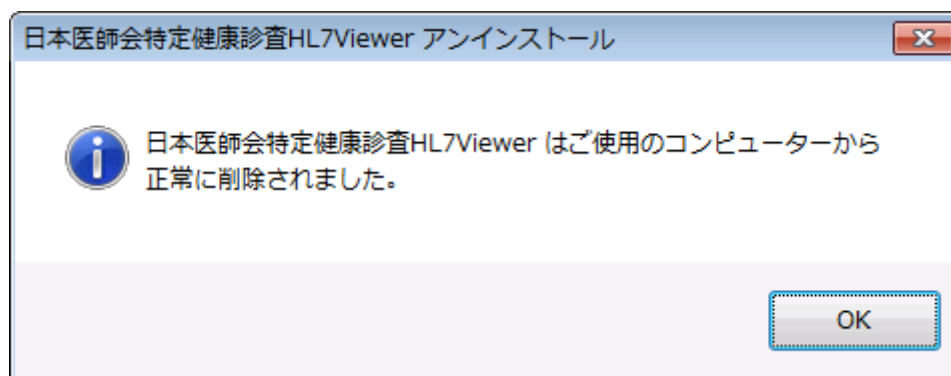 日本医師会特定健康診査HL7Viewer アンインストール
日本医師会特定健康診査HL7Viewer はご使用のコンピューターから
正常に削除されました。
OK